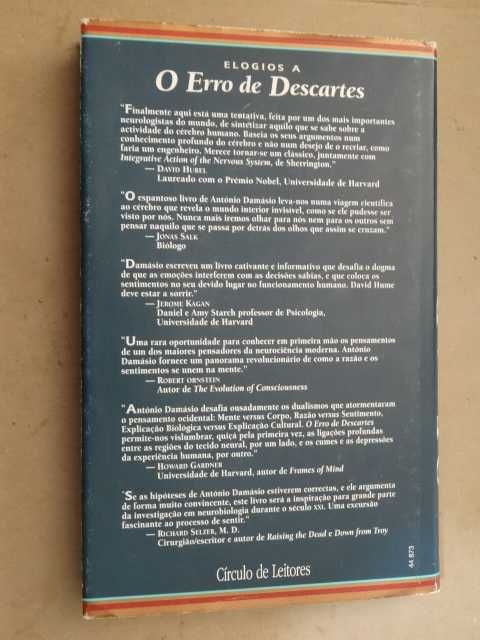 ELOGIOS A
O Erro de Descartes
"Finalmente aqui está uma tentativa, feita por um dos mais importantes
neurologistas do mundo, de sintetizar aquilo que se sabe sobre a
actividade do cérebro humano. Baseia os seus argumentos num
conhecimento profundo do cérebro e não num desejo de o recriar, como
faria um engenheiro. Merece tornar-se um clássico, juntamente com
Integrative Action of the Nervous System, de Sherrington."
— DAVID HUBEL
Laureado com o Prémio Nobel, Universidade de Harvard
"O espantoso livro de António Damásio leva-nos numa viagem científica
ao cérebro que revela o mundo interior invisível, como se ele pudesse ser
visto por nós. Nunca mais iremos olhar para nós nem para os outros sem
pensar naquilo que se passa por detrás dos olhos que assim se cruzam."
— JONAS SALK
Biólogo
"Damásio escreveu um livro cativante e informativo que desafia o dogma
de que as emoções interferem com as decisões sábias, e que coloca os
sentimentos no seu devido lugar no funcionamento humano. David Hume
deve estar a sorrir."
— JEROME KAGAN
Daniel e Amy Starch professor de Psicologia,
Universidade de Harvard
"Uma rara oportunidade para conhecer em primeira mão os pensamentos
de um dos maiores pensadores da neurociência moderna. António
Damásio fornece um panorama revolucionário de como a razão e os
sentimentos se unem na mente."
— ROBERT ORNSTEIN
Autor de The Evolution of Consciousness
"António Damásio desafia ousadamente os dualismos que atormentaram
o pensamento ocidental: Mente versus Corpo, Razão versus Sentimento,
Explicação Biológica versus Explicação Cultural. O Erro de Descartes
permite-nos vislumbrar, quiçá pela primeira vez, as ligações profundas
entre as regiões do tecido neural, por um lado, e os cumes e as depressões
da experiência humana, por outro."
— HOWARD GARDNER
Universidade de Harvard, autor de Frames of Mind
"Se as hipóteses de António Damásio estiverem correctas, e ele argumenta
de forma muito convincente, este livro será a inspiração para grande parte
da investigação em neurobiologia durante o século XXI. Uma excursão
fascinante ao processo de sentir."
— RICHARD SELZER, M. D.
Cirurgião/escritor e autor de Raising the Dead e Down from Troy
44 873
Círculo de Leitores